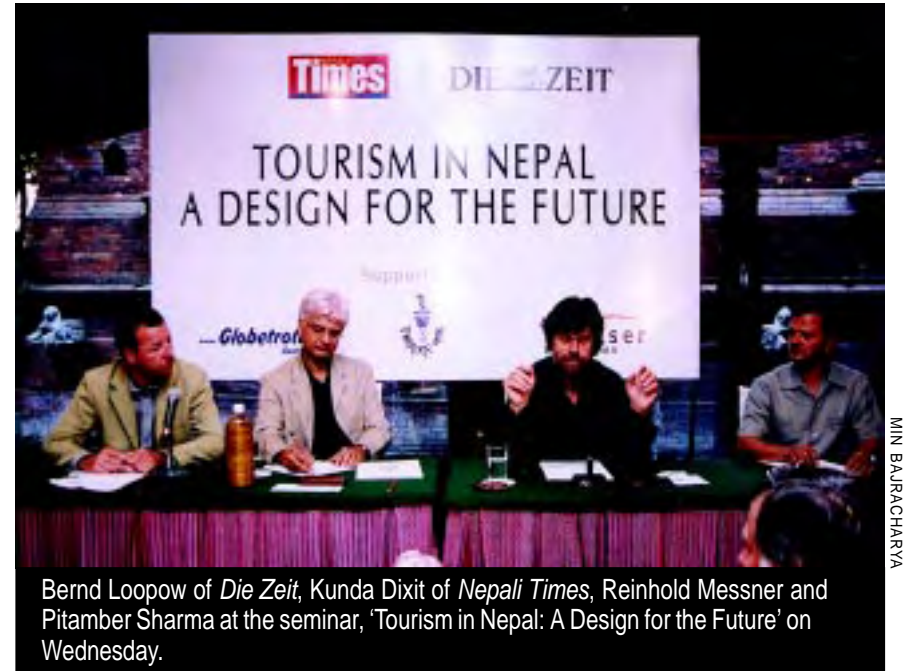 Times
DIE ZEIT
TOURISM IN NEPAL
A DESIGN FOR THE FUTURE
Support
Bernd Loopow of Die Zeit, Kunda Dixit of Nepali Times, Reinhold Messner and
Pitamber Sharma at the seminar, ‘Tourism in Nepal: A Design for the Future’ on
Wednesday.
MIN BAJRACHARYA